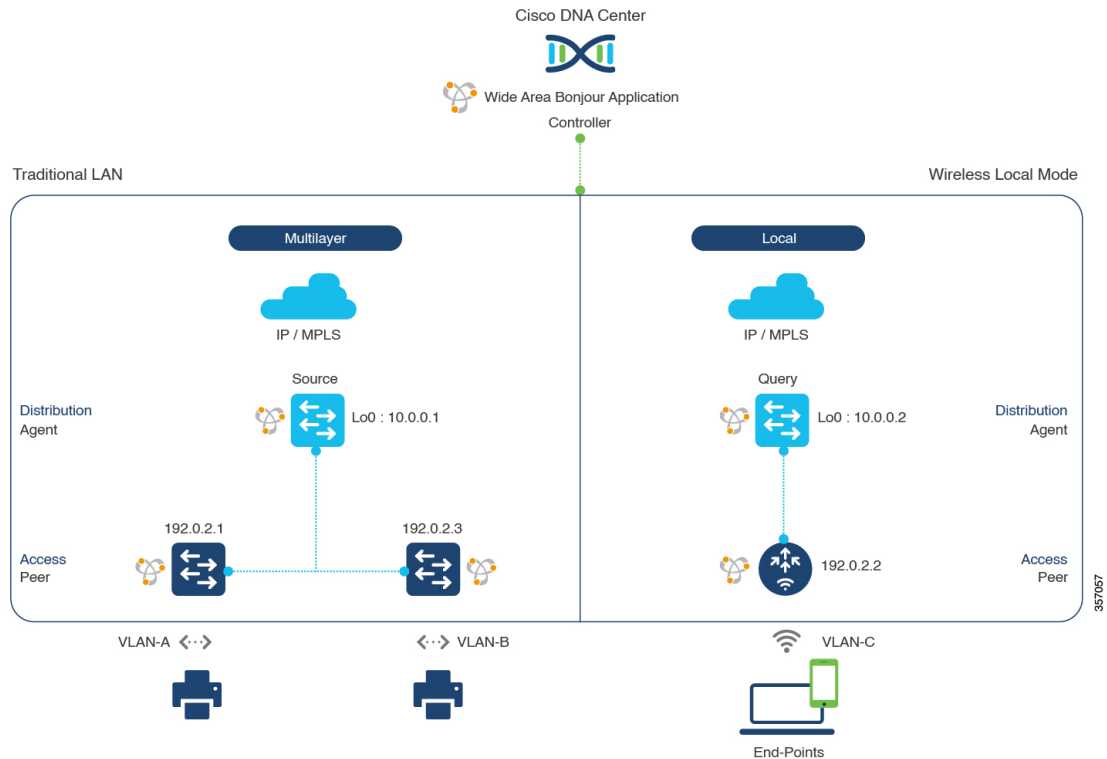 Cisco DNA Center
Wide Area Bonjour Application
Controller
Traditional LAN
Wireless Local Mode
Multilayer
Local
IP / MPLS
IP / MPLS
Source
Query
Distribution
Agent
Lo0 : 10.0.0.1
Lo0 : 10.0.0.2
Distribution
Agent
192.0.2.1
192.0.2.3
Access
Peer
192.0.2.2
Access
Peer
357057
VLAN-A
VLAN-B
VLAN-C
End-Points